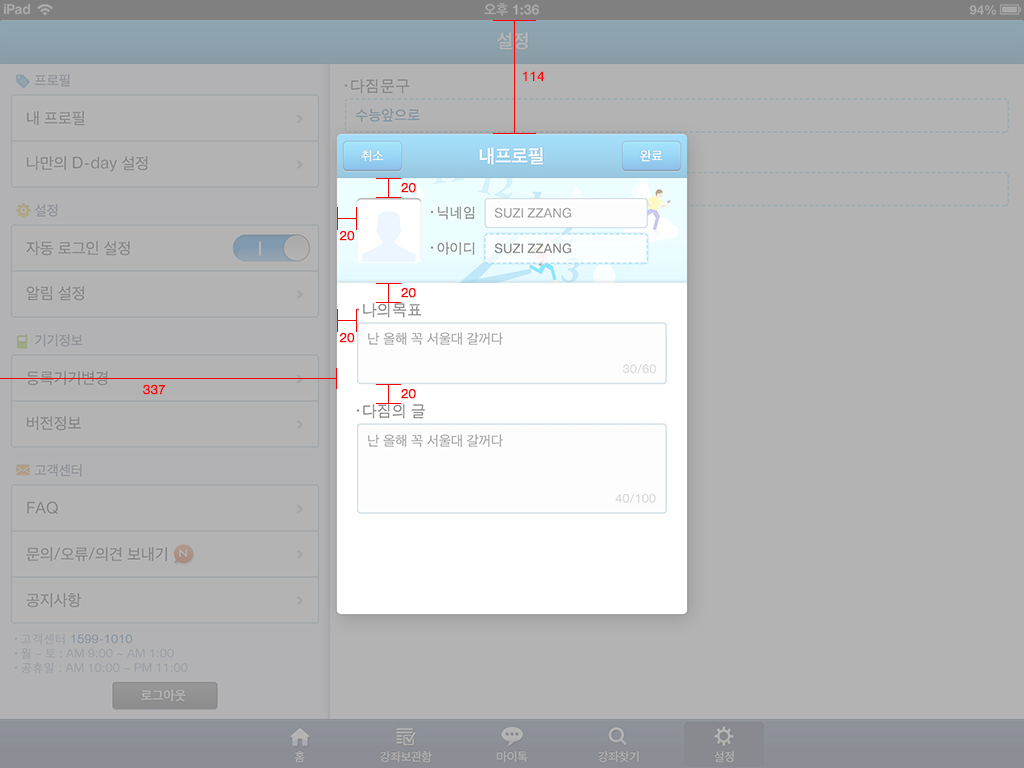 iPad 오후 1:36 94%
설정
114
프로필
내 프로필
나만의 D-day 설정
설정
자동 로그인 설정
알림 설정
기기정보
등록기기변경
337
버전정보
고객센터
FAQ
문의/오류/의견 보내기 N
공지사항
· 고객센터 1599-1010
· 월 ~ 토 : AM 9:00 ~ AM 1:00
· 공휴일 : AM 10:00 ~ PM 11:00
로그아웃
· 다짐문구
수능앞으로
취소 내프로필 완료
20
20
· 닉네임 SUZI ZZANG
· 아이디 SUZI ZZANG
12
3
20
20
· 나의목표
난 올해 꼭 서울대 갈꺼다
30/60
20
· 다짐의 글
난 올해 꼭 서울대 갈꺼다
40/100
홈 강좌보관함 마이톡 강좌찾기 설정